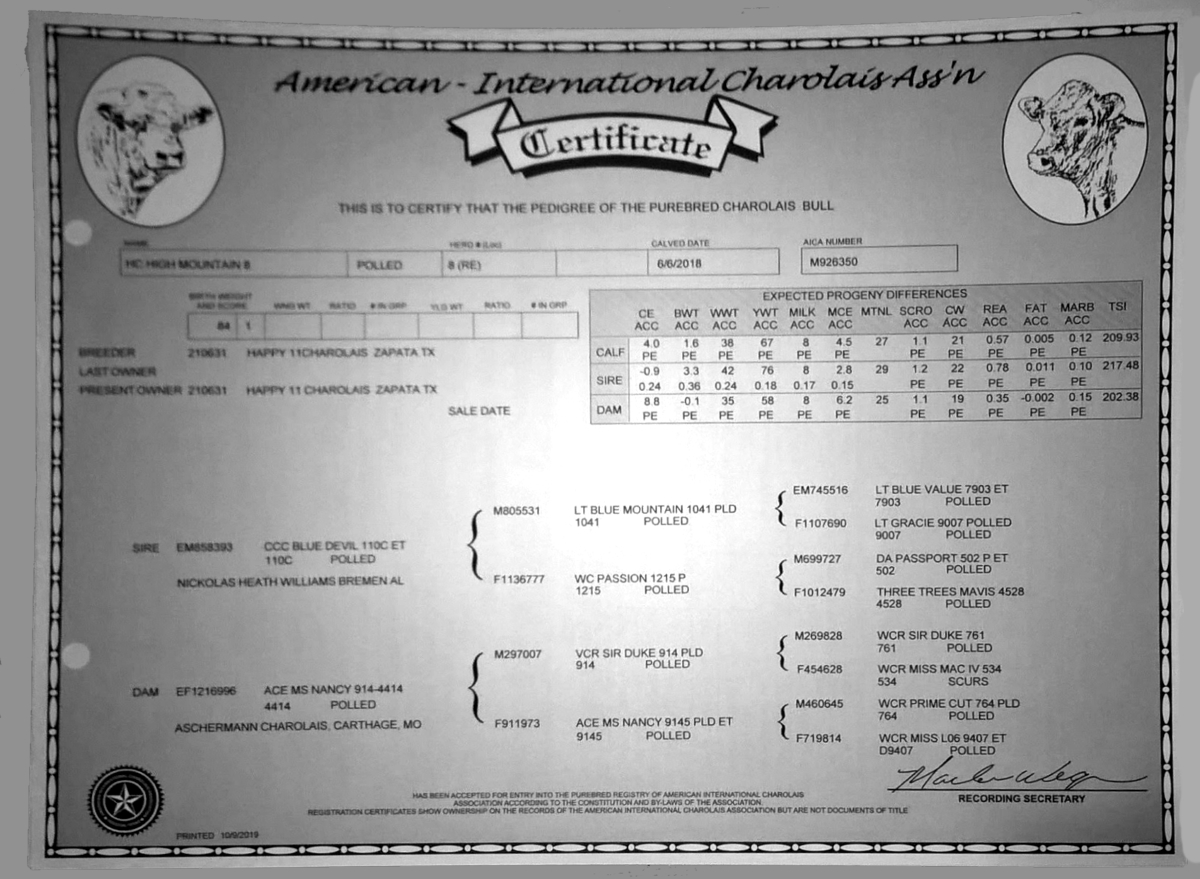 American - International Charolais Ass'n
Certificate
THIS IS TO CERTIFY THAT THE PEDIGREE OF THE PUREBRED CHAROLAIS BULL
NAME HERD # (Loc) CALVED DATE AICA NUMBER
HC HIGH MOUNTAIN 8 POLLED 8 (RE) 6/6/2018 M926350
BIRTH WEIGHT
AND SCORE WNG WT RATIO # IN GRP YLG WT RATIO # IN GRP
84 1
EXPECTED PROGENY DIFFERENCES
CE BWT WWT YWT MILK MCE MTNL SCRO CW REA FAT MARB TSI
ACC ACC ACC ACC ACC ACC ACC ACC ACC ACC ACC
CALF 4.0 1.6 38 67 8 4.5 27 1.1 21 0.57 0.005 0.12 209.93
PE PE PE PE PE PE PE PE PE PE PE
SIRE -0.9 3.3 42 76 8 2.8 29 1.2 22 0.78 0.011 0.10 217.48
0.24 0.36 0.24 0.18 0.17 0.15 PE PE PE PE PE
DAM 8.8 -0.1 35 58 8 6.2 25 1.1 19 0.35 -0.002 0.15 202.38
PE PE PE PE PE PE PE PE PE PE PE
BREEDER 210631 HAPPY 11CHAROLAIS ZAPATA TX
LAST OWNER
PRESENT OWNER 210631 HAPPY 11 CHAROLAIS ZAPATA TX
SALE DATE
EM745516 LT BLUE VALUE 7903 ET
7903 POLLED
M805531 LT BLUE MOUNTAIN 1041 PLD
1041 POLLED
F1107690 LT GRACIE 9007 POLLED
9007 POLLED
SIRE EM858393 CCC BLUE DEVIL 110C ET
110C POLLED
NICKOLAS HEATH WILLIAMS BREMEN AL
M699727 DA PASSPORT 502 P ET
502 POLLED
F1136777 WC PASSION 1215 P
1215 POLLED
F1012479 THREE TREES MAVIS 4528
4528 POLLED
M269828 WCR SIR DUKE 761
761 POLLED
M297007 VCR SIR DUKE 914 PLD
914 POLLED
F454628 WCR MISS MAC IV 534
534 SCURS
DAM EF1216996 ACE MS NANCY 914-4414
4414 POLLED
ASCHERMANN CHAROLAIS, CARTHAGE, MO
M460645 WCR PRIME CUT 764 PLD
764 POLLED
F911973 ACE MS NANCY 9145 PLD ET
9145 POLLED
F719814 WCR MISS L06 9407 ET
D9407 POLLED
RECORDING SECRETARY
HAS BEEN ACCEPTED FOR ENTRY INTO THE PUREBRED REGISTRY OF AMERICAN INTERNATIONAL CHAROLAIS
ASSOCIATION ACCORDING TO THE CONSTITUTION AND BY-LAWS OF THE ASSOCIATION.
REGISTRATION CERTIFICATES SHOW OWNERSHIP ON THE RECORDS OF THE AMERICAN INTERNATIONAL CHAROLAIS ASSOCIATION BUT ARE NOT DOCUMENTS OF TITLE
PRINTED 10/9/2019